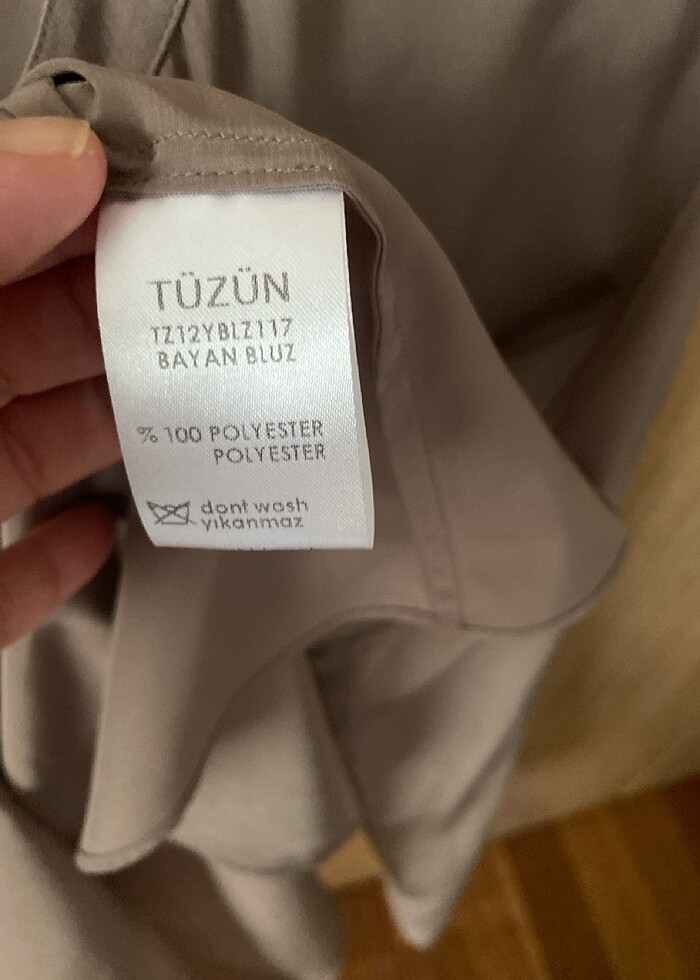 TÜZÜN
TZ12YBLZ117
BAYAN BLUZ
% 100 POLYESTER
POLYESTER
dont wash
yıkanmaz